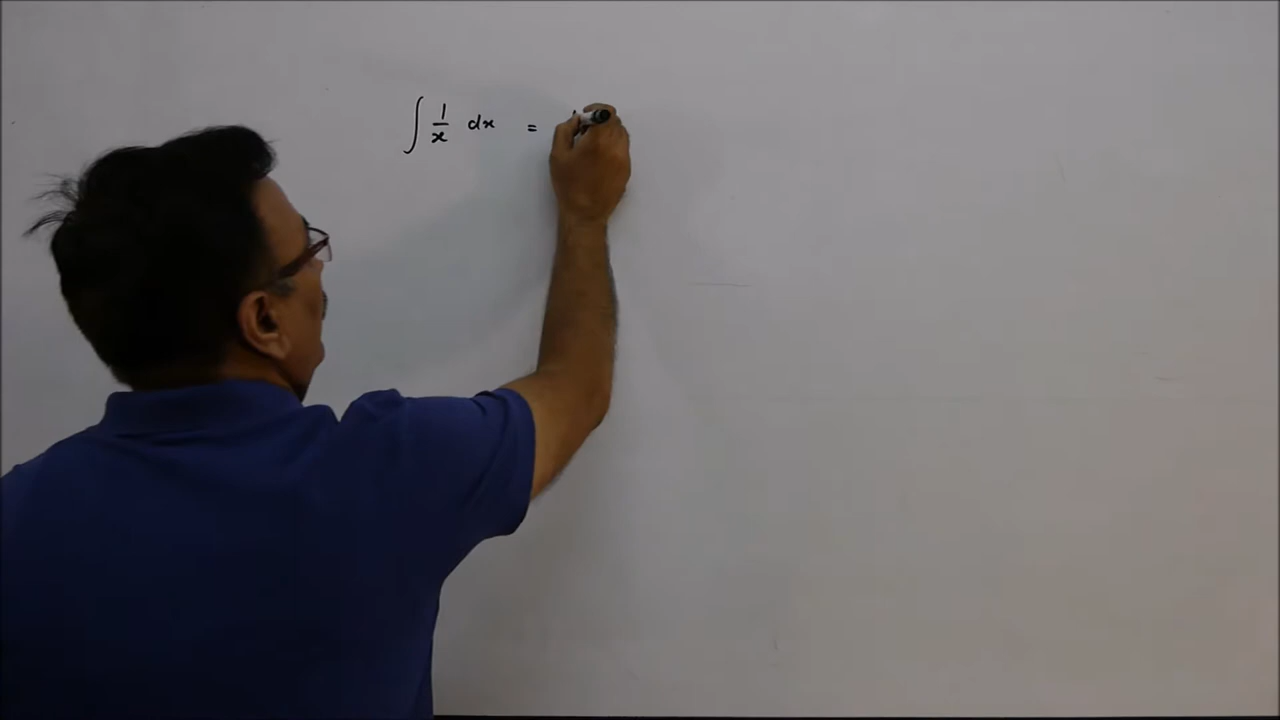 ∫ 1/x dx =